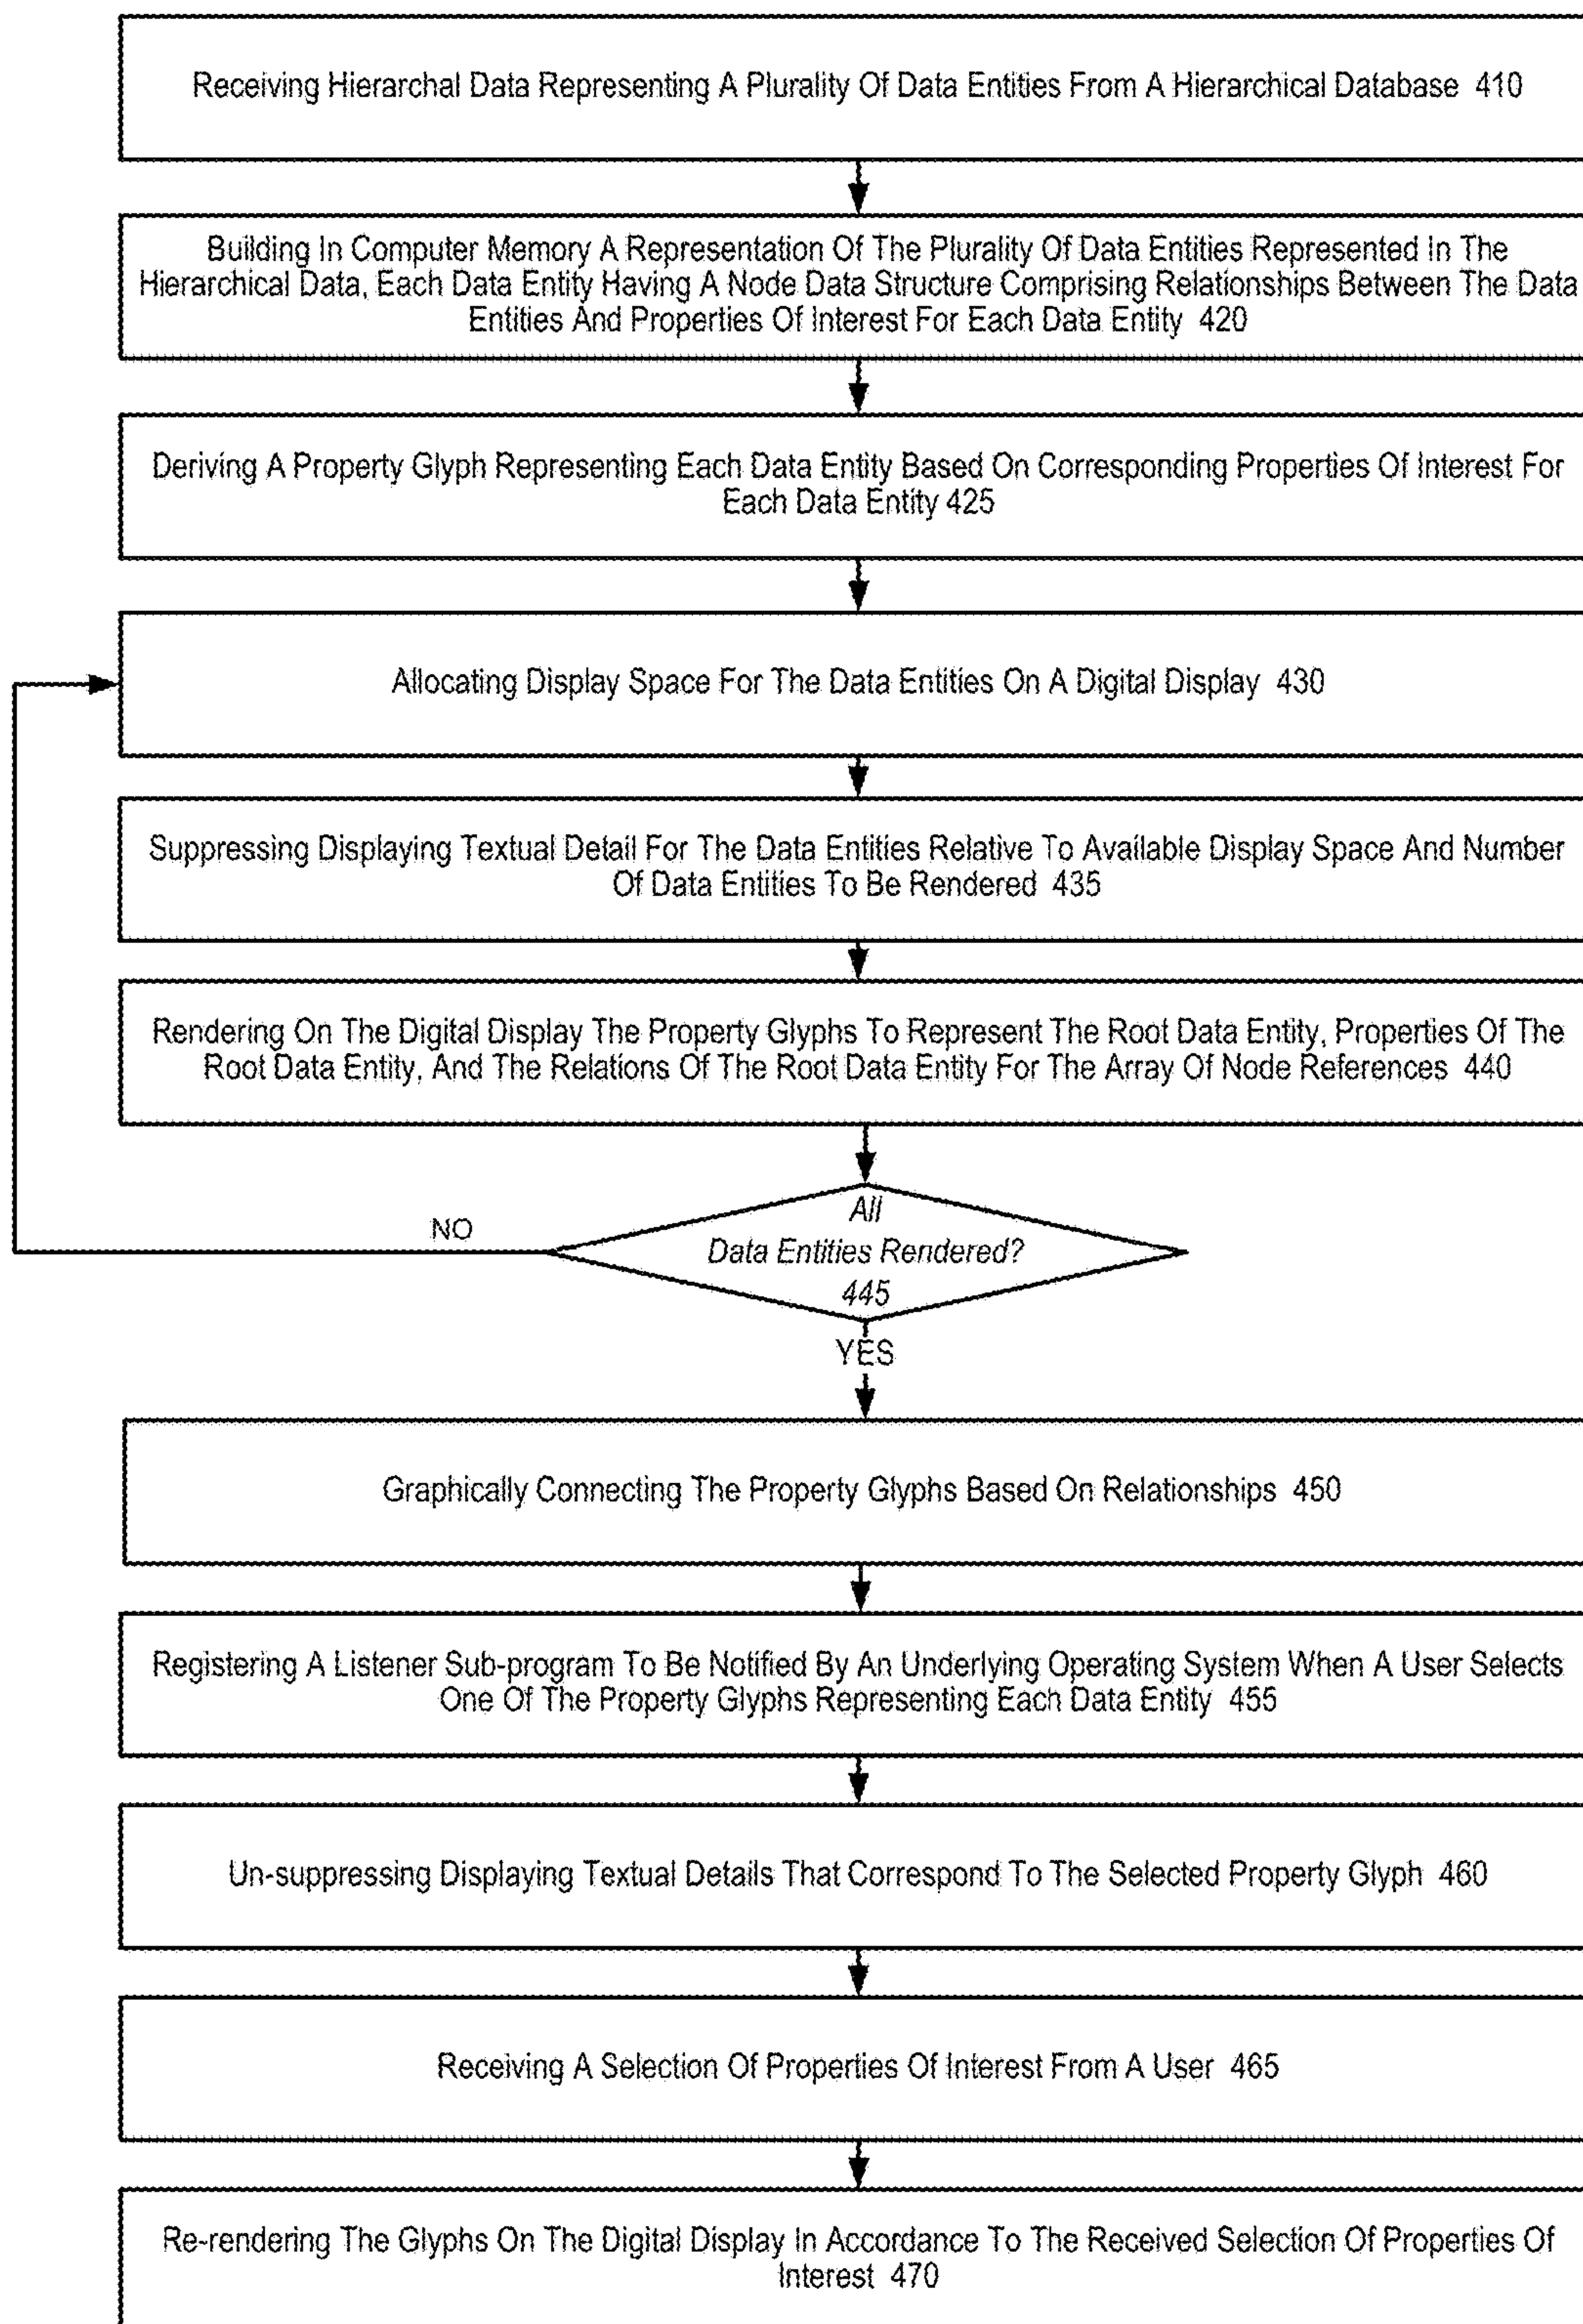 Receiving Hierarchal Data Representing A Plurality Of Data Entities From A Hierarchical Database 410
Building In Computer Memory A Representation Of The Plurality Of Data Entities Represented In The
Hierarchical Data, Each Data Entity Having A Node Data Structure Comprising Relationships Between The Data
Entities And Properties Of Interest For Each Data Entity 420
Deriving A Property Glyph Representing Each Data Entity Based On Corresponding Properties Of Interest For
Each Data Entity 425
Allocating Display Space For The Data Entities On A Digital Display 430
Suppressing Displaying Textual Detail For The Data Entities Relative To Available Display Space And Number
Of Data Entities To Be Rendered 435
Rendering On The Digital Display The Property Glyphs To Represent The Root Data Entity, Properties Of The
Root Data Entity, And The Relations Of The Root Data Entity For The Array Of Node References 440
All
Data Entities Rendered?
445
NO
YES
Graphically Connecting The Property Glyphs Based On Relationships 450
Registering A Listener Sub-program To Be Notified By An Underlying Operating System When A User Selects
One Of The Property Glyphs Representing Each Data Entity 455
Un-suppressing Displaying Textual Details That Correspond To The Selected Property Glyph 460
Receiving A Selection Of Properties Of Interest From A User 465
Re-rendering The Glyphs On The Digital Display In Accordance To The Received Selection Of Properties Of
Interest 470